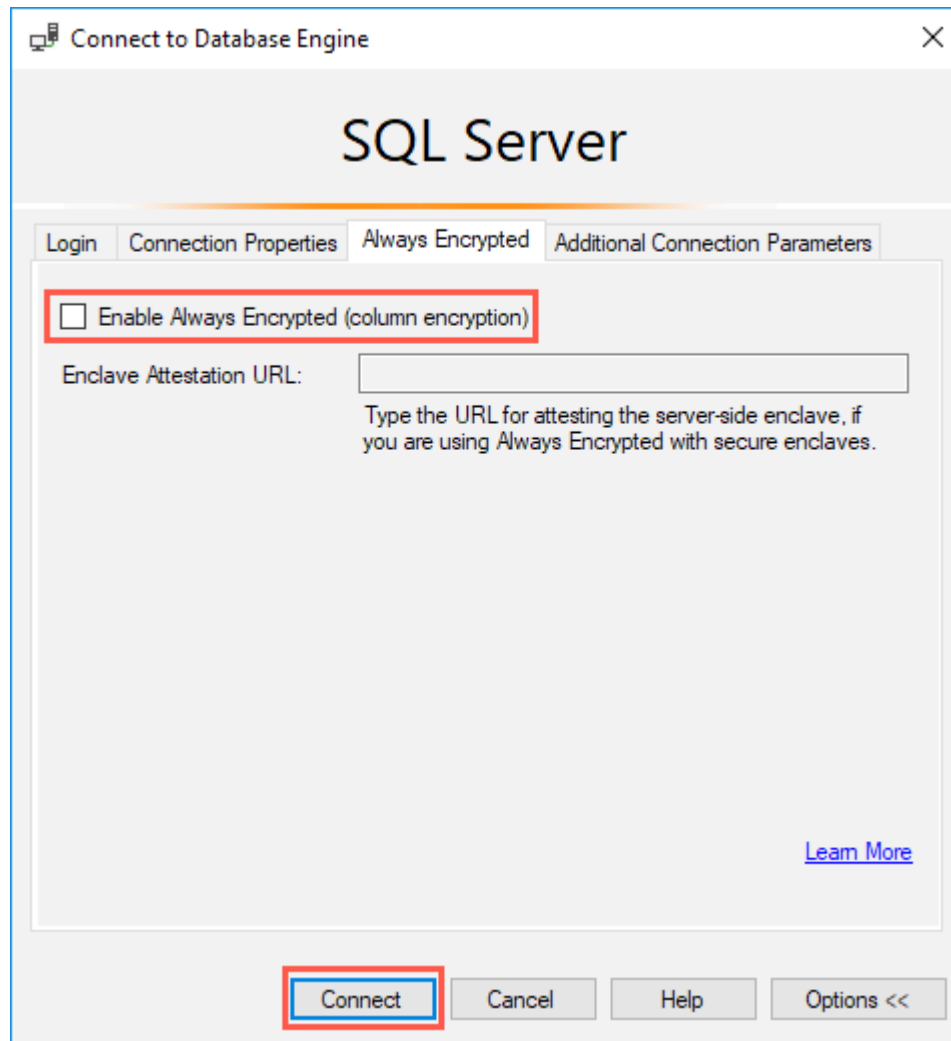 Connect to Database Engine
SQL Server
Login Connection Properties Always Encrypted Additional Connection Parameters
Enable Always Encrypted (column encryption)
Enclave Attestation URL:
Type the URL for attesting the server-side enclave, if
you are using Always Encrypted with secure enclaves.
Learn More
Connect Cancel Help Options <<